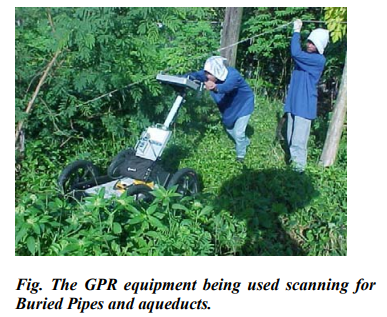 Fig. The GPR equipment being used scanning for
Buried Pipes and aqueducts.